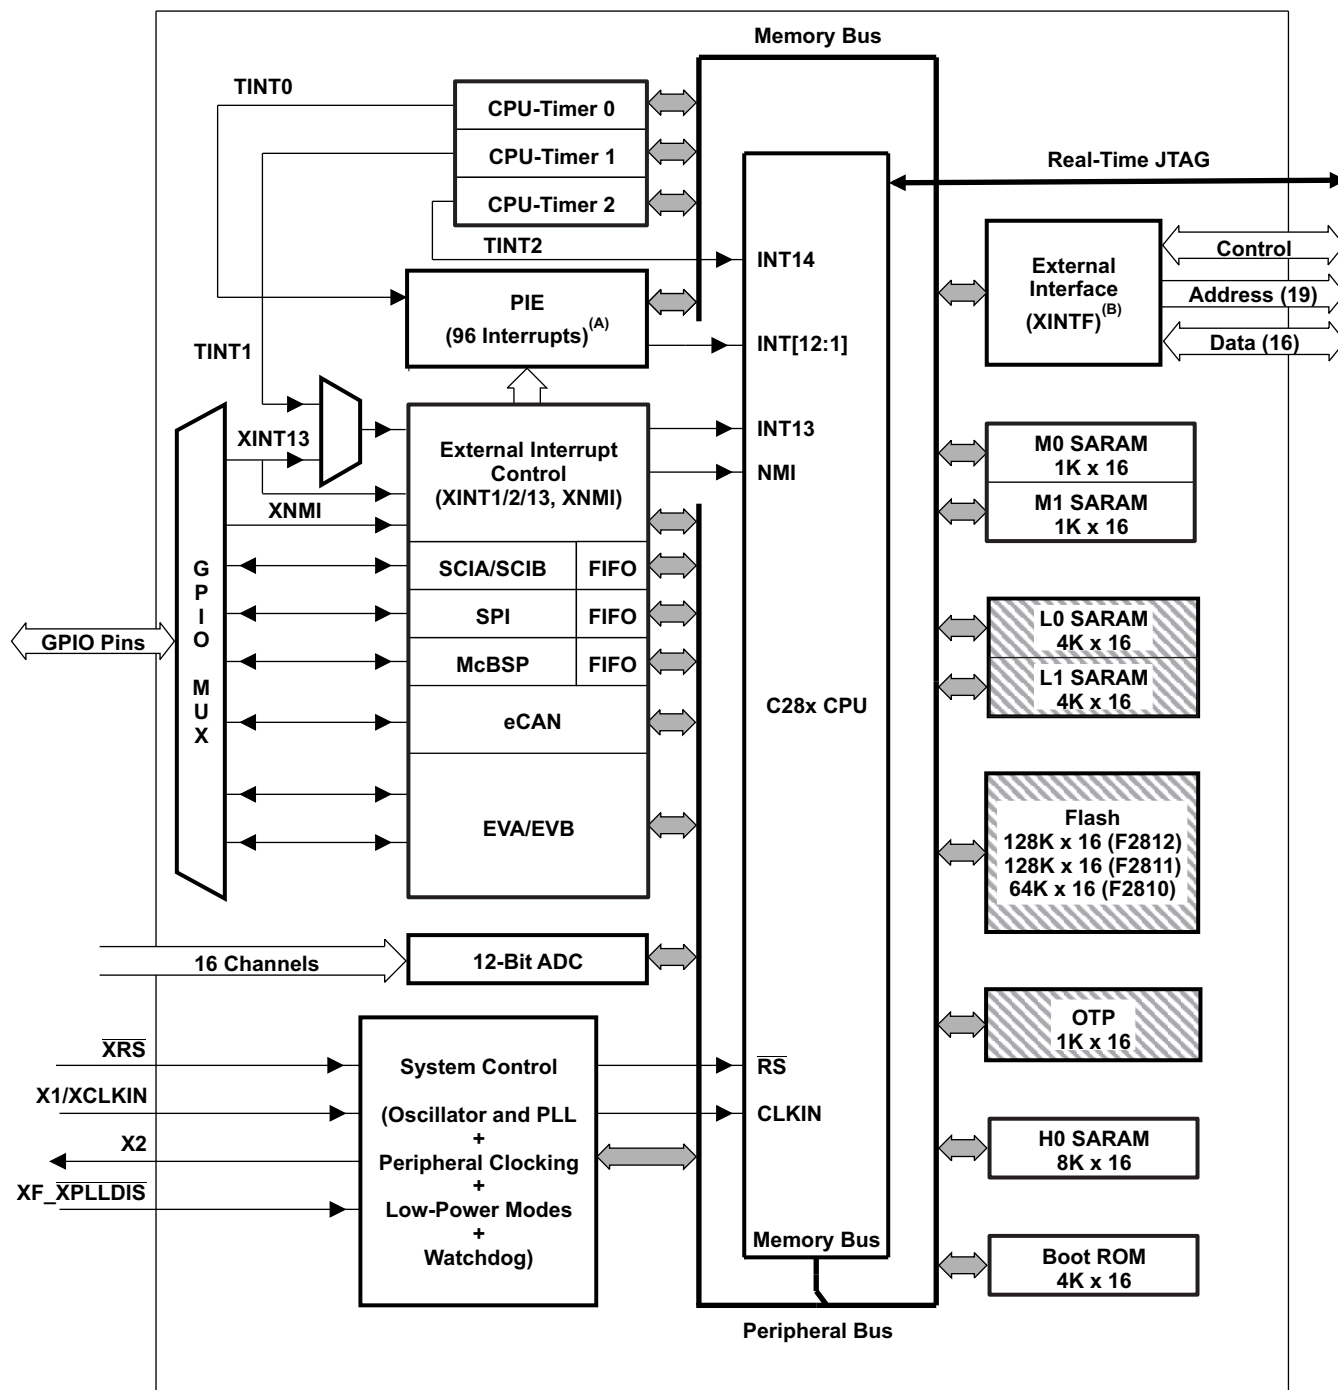 Memory Bus
TINT0
CPU-Timer 0
CPU-Timer 1
CPU-Timer 2
TINT2
Real-Time JTAG
INT14
External
Interface
(XINTF)(B)
Control
Address (19)
Data (16)
PIE
(96 Interrupts)(A)
INT[12:1]
TINT1
XINT13
XNMI
External Interrupt
Control
(XINT1/2/13, XNMI)
INT13
NMI
M0 SARAM
1K x 16
M1 SARAM
1K x 16
GPIO Pins
GPIO MUX
SCIA/SCIB
FIFO
SPI
FIFO
McBSP
FIFO
eCAN
EVA/EVB
C28x CPU
L0 SARAM
4K x 16
L1 SARAM
4K x 16
Flash
128K x 16 (F2812)
128K x 16 (F2811)
64K x 16 (F2810)
16 Channels
12-Bit ADC
OTP
1K x 16
XRS
X1/XCLKIN
X2
XF_XPLLDIS
System Control
(Oscillator and PLL
+
Peripheral Clocking
+
Low-Power Modes
+
Watchdog)
RS
CLKIN
H0 SARAM
8K x 16
Memory Bus
Boot ROM
4K x 16
Peripheral Bus